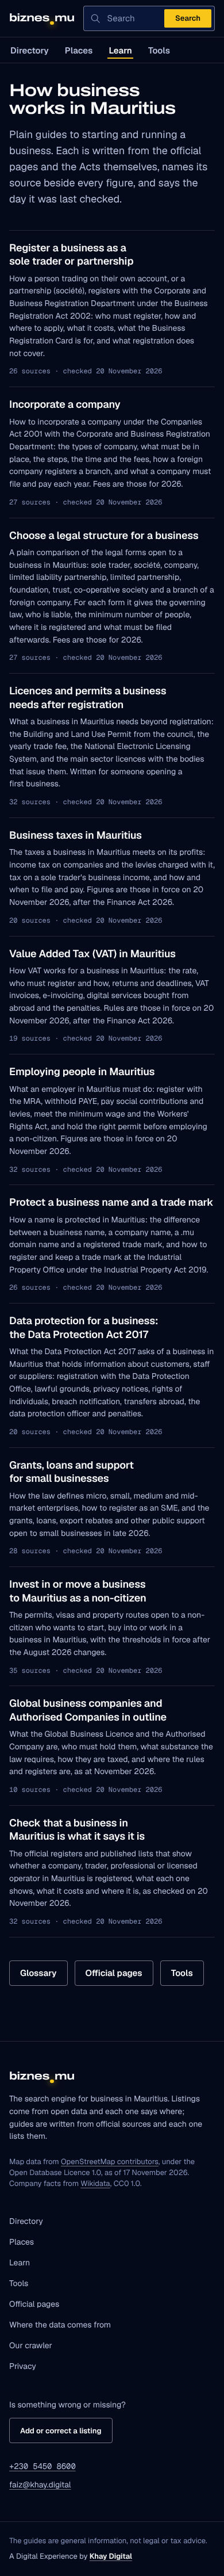 biznes.mu
Search
Search
Directory
Places
Learn
Tools
How business
works in Mauritius
Plain guides to starting and running a
business. Each is written from the official
pages and the Acts themselves, names its
source beside every figure, and says the
day it was last checked.
Register a business as a
sole trader or partnership
How a person trading on their own account, or a
partnership (société), registers with the Corporate and
Business Registration Department under the Business
Registration Act 2002: who must register, how and
where to apply, what it costs, what the Business
Registration Card is for, and what registration does
not cover.
26 sources · checked 20 November 2026
Incorporate a company
How to incorporate a company under the Companies
Act 2001 with the Corporate and Business Registration
Department: the types of company, what must be in
place, the steps, the time and the fees, how a foreign
company registers a branch, and what a company must
file and pay each year. Fees are those for 2026.
27 sources · checked 20 November 2026
Choose a legal structure for a business
A plain comparison of the legal forms open to a
business in Mauritius: sole trader, société, company,
limited liability partnership, limited partnership,
foundation, trust, co-operative society and a branch of a
foreign company. For each form it gives the governing
law, who is liable, the minimum number of people,
where it is registered and what must be filed
afterwards. Fees are those for 2026.
27 sources · checked 20 November 2026
Licences and permits a business
needs after registration
What a business in Mauritius needs beyond registration:
the Building and Land Use Permit from the council, the
yearly trade fee, the National Electronic Licensing
System, and the main sector licences with the bodies
that issue them. Written for someone opening a
first business.
32 sources · checked 20 November 2026
Business taxes in Mauritius
The taxes a business in Mauritius meets on its profits:
income tax on companies and the levies charged with it,
tax on a sole trader's business income, and how and
when to file and pay. Figures are those in force on 20
November 2026, after the Finance Act 2026.
20 sources · checked 20 November 2026
Value Added Tax (VAT) in Mauritius
How VAT works for a business in Mauritius: the rate,
who must register and how, returns and deadlines, VAT
invoices, e-invoicing, digital services bought from
abroad and the penalties. Rules are those in force on 20
November 2026, after the Finance Act 2026.
19 sources · checked 20 November 2026
Employing people in Mauritius
What an employer in Mauritius must do: register with
the MRA, withhold PAYE, pay social contributions and
levies, meet the minimum wage and the Workers'
Rights Act, and hold the right permit before employing
a non-citizen. Figures are those in force on 20
November 2026.
32 sources · checked 20 November 2026
Protect a business name and a trade mark
How a name is protected in Mauritius: the difference
between a business name, a company name, a .mu
domain name and a registered trade mark, and how to
register and keep a trade mark at the Industrial
Property Office under the Industrial Property Act 2019.
26 sources · checked 20 November 2026
Data protection for a business:
the Data Protection Act 2017
What the Data Protection Act 2017 asks of a business in
Mauritius that holds information about customers, staff
or suppliers: registration with the Data Protection
Office, lawful grounds, privacy notices, rights of
individuals, breach notification, transfers abroad, the
data protection officer and penalties.
20 sources · checked 20 November 2026
Grants, loans and support
for small businesses
How the law defines micro, small, medium and mid-
market enterprises, how to register as an SME, and the
grants, loans, export rebates and other public support
open to small businesses in late 2026.
28 sources · checked 20 November 2026
Invest in or move a business
to Mauritius as a non-citizen
The permits, visas and property routes open to a non-
citizen who wants to start, buy into or work in a
business in Mauritius, with the thresholds in force after
the August 2026 changes.
35 sources · checked 20 November 2026
Global business companies and
Authorised Companies in outline
What the Global Business Licence and the Authorised
Company are, who must hold them, what substance the
law requires, how they are taxed, and where the rules
and registers are, as at November 2026.
10 sources · checked 20 November 2026
Check that a business in
Mauritius is what it says it is
The official registers and published lists that show
whether a company, trader, professional or licensed
operator in Mauritius is registered, what each one
shows, what it costs and where it is, as checked on 20
November 2026.
32 sources · checked 20 November 2026
Glossary
Official pages
Tools
biznes.mu
The search engine for business in Mauritius. Listings
come from open data and each one says where;
guides are written from official sources and each one
lists them.
Map data from OpenStreetMap contributors, under the
Open Database Licence 1.0, as of 17 November 2026.
Company facts from Wikidata, CC0 1.0.
Directory
Places
Learn
Tools
Official pages
Where the data comes from
Our crawler
Privacy
Is something wrong or missing?
Add or correct a listing
+230 5450 8600
faiz@khay.digital
The guides are general information, not legal or tax advice.
A Digital Experience by Khay Digital